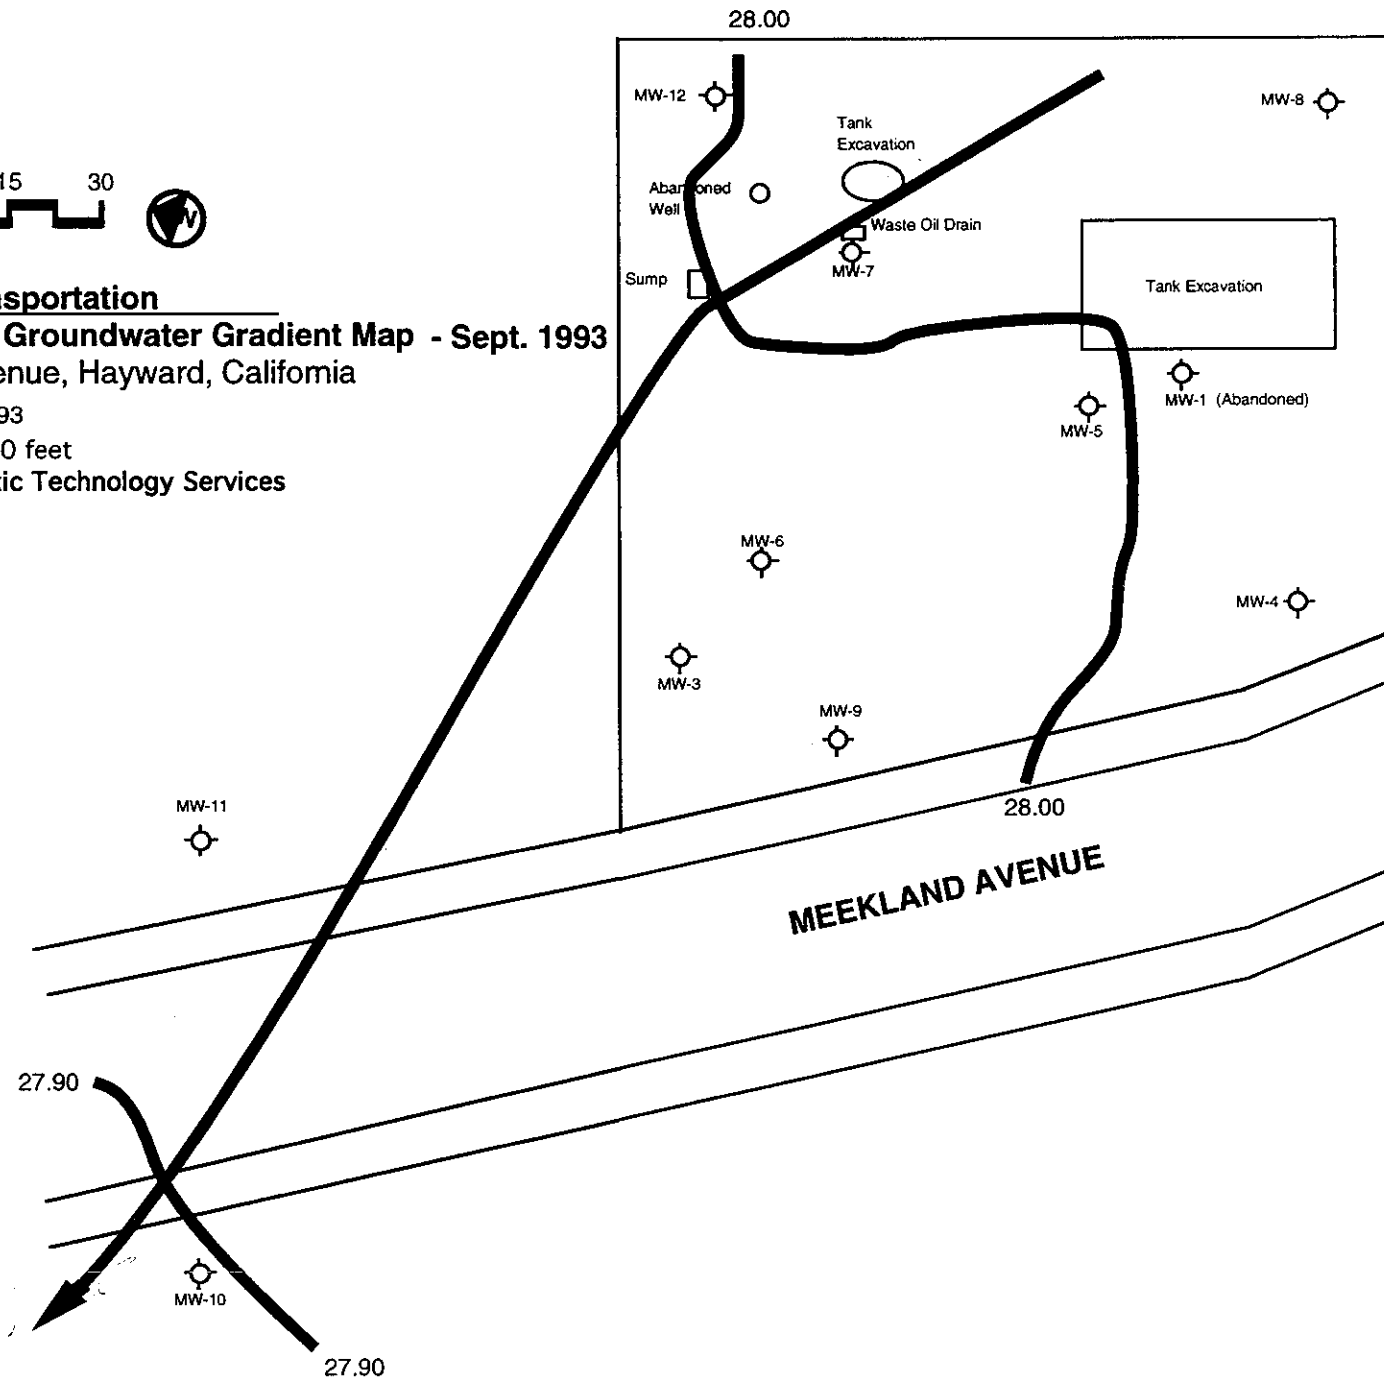 28.00
MW-12
MW-8
Tank
Excavation
15 30
N
Abandoned
Well
Waste Oil Drain
MW-7
Sump
Tank Excavation
sportation
Groundwater Gradient Map - Sept. 1993
enue, Hayward, California
93
0 feet
tic Technology Services
MW-1 (Abandoned)
MW-5
MW-6
MW-4
MW-3
MW-9
MW-11
28.00
MEEKLAND AVENUE
27.90
MW-10
27.90